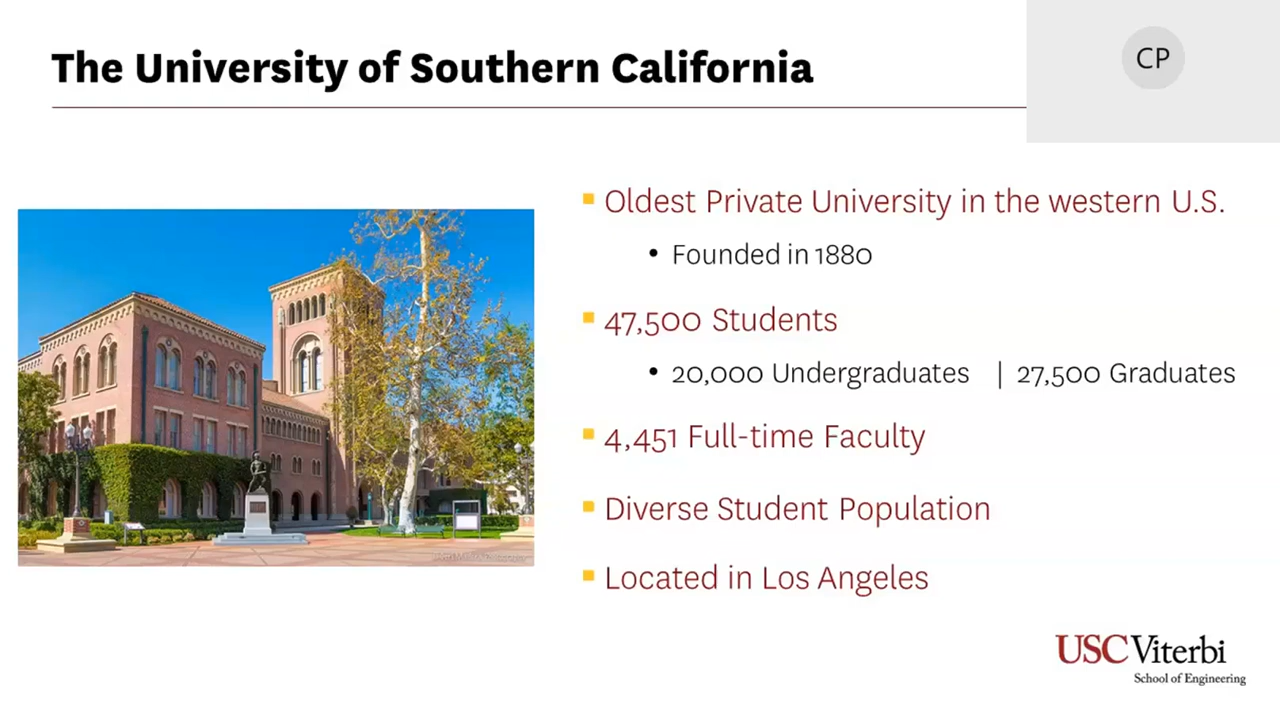 The University of Southern California
CP
Oldest Private University in the western U.S.
Founded in 1880
47,500 Students
20,000 Undergraduates | 27,500 Graduates
4,451 Full-time Faculty
Diverse Student Population
Located in Los Angeles
USC Viterbi
School of Engineering